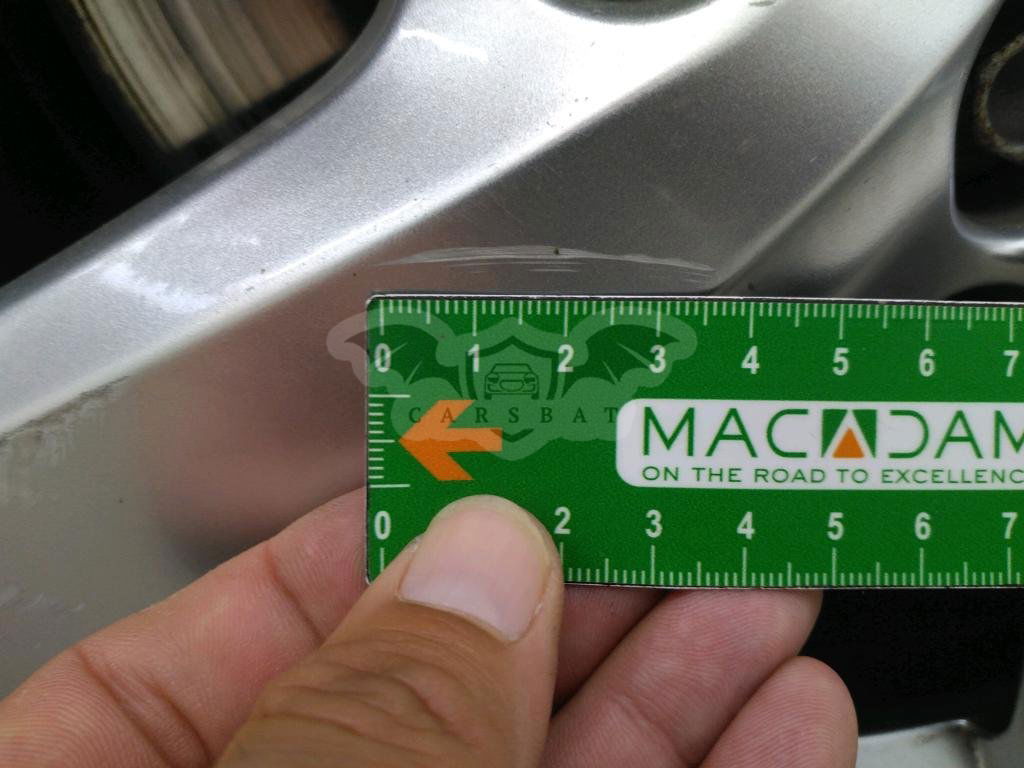 0 1 2 3 4 5 6 7
CARSBAT
MACADAM
ON THE ROAD TO EXCELLENC
0 2 3 4 5 6 7